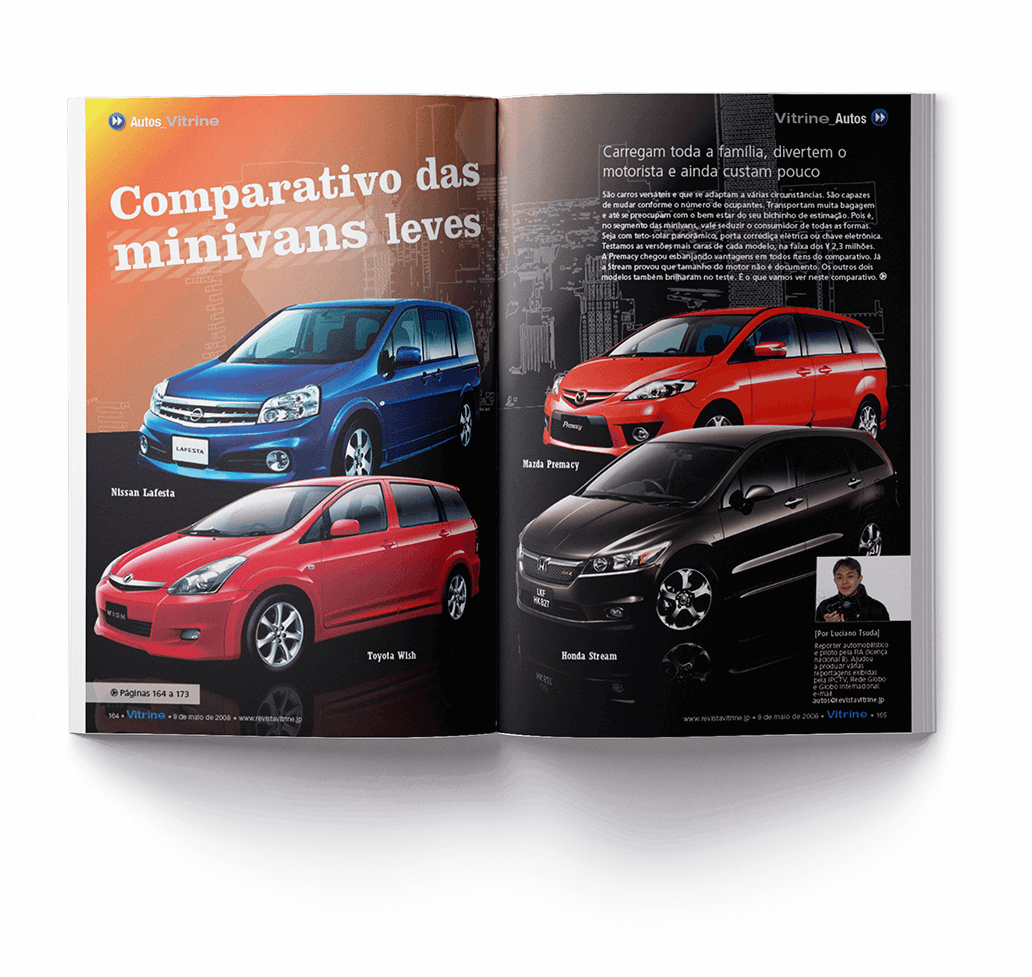 Autos_Vitrine
Comparativo das
minivans leves
LAFESTA
Nissan Lafesta
WISH
Toyota Wish
Páginas 164 a 173
164 • Vitrine • 9 de maio de 2008 • www.revistavitrine.jp
Vitrine_Autos
Carregam toda a família, divertem o
motorista e ainda custam pouco
São carros versáteis e que se adaptam a várias circunstâncias. São capazes
de mudar conforme o número de ocupantes. Transportam muita bagagem
e até se preocupam com o bem estar do seu bichinho de estimação. Pois é,
no segmento das minivans, vale seduzir o consumidor de todas as formas.
Seja com teto-solar panorâmico, porta corrediça elétrica ou chave eletrônica.
Testamos as versões mais caras de cada modelo, na faixa dos ¥ 2,3 milhões.
A Premacy chegou esbanjando vantagens em todos ítens do comparativo. Já
a Stream provou que tamanho do motor não é documento. Os outros dois
modelos também brilharam no teste. É o que vamos ver neste comparativo.
Premacy
Mazda Premacy
LKF
HK 827
Honda Stream
[Por Luciano Tsuda]
Repórter automobilístico
e piloto pela FIA (licença
nacional B). Ajudou
a produzir várias
reportagens exibidas
pela IPCTV, Rede Globo
e Globo Internacional.
e-mail
autos@revistavitrine.jp
www.revistavitrine.jp • 9 de maio de 2008 • Vitrine • 165